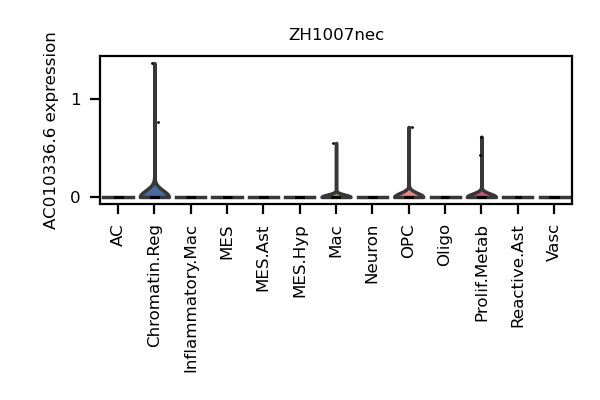 ZH1007nec
AC010336.6 expression
1
0
AC
Chromatin.Reg
Inflammatory.Mac
MES
MES.Ast
MES.Hyp
Mac
Neuron
OPC
Oligo
Prolif.Metab
Reactive.Ast
Vasc